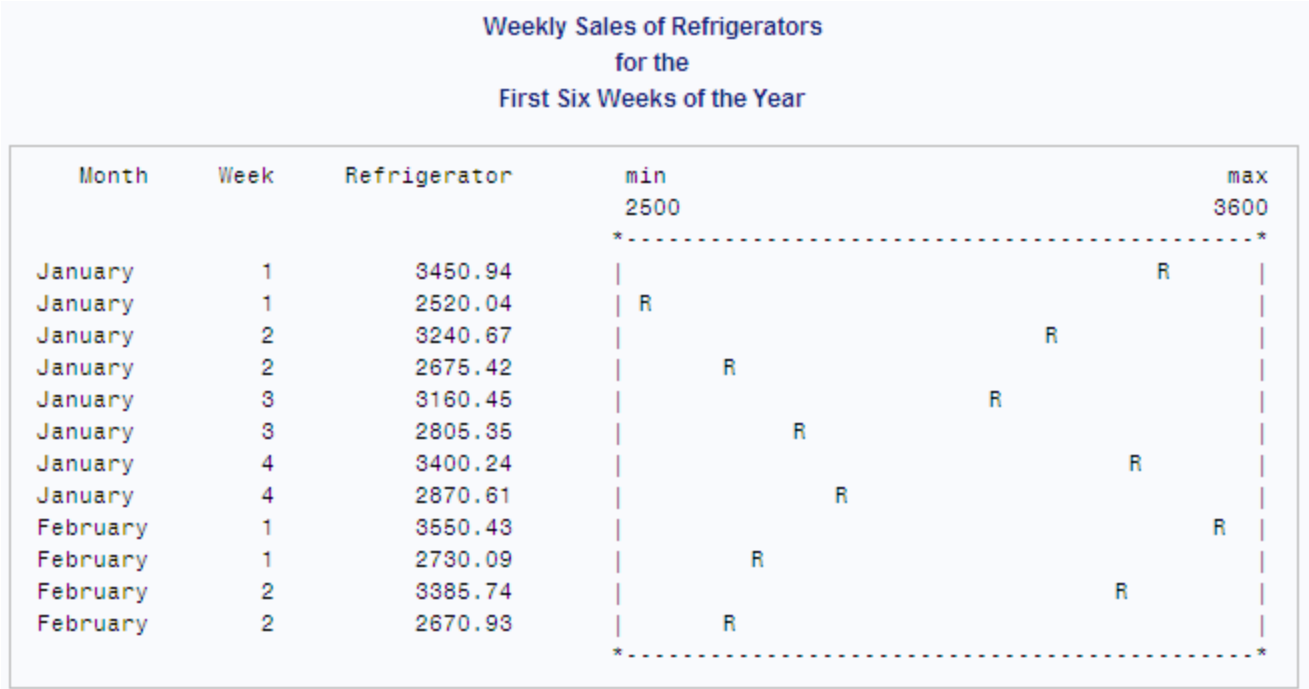 Weekly Sales of Refrigerators
for the
First Six Weeks of the Year
Month Week Refrigerator min max
2500 3600
*---------------------------------------------*
January 1 3450.94 | R |
January 1 2520.04 | R |
January 2 3240.67 | R |
January 2 2675.42 | R |
January 3 3160.45 | R |
January 3 2805.35 | R |
January 4 3400.24 | R |
January 4 2870.61 | R |
February 1 3550.43 | R |
February 1 2730.09 | R |
February 2 3385.74 | R |
February 2 2670.93 | R |
*---------------------------------------------*